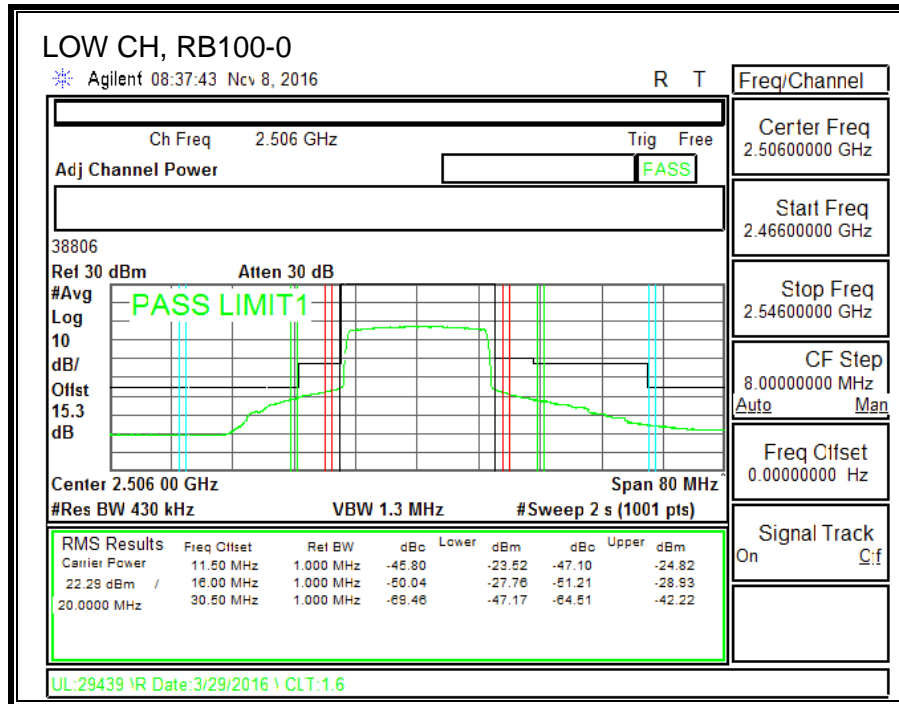 LOW CH, RB100-0
Agilent 08:37:43 Nov 8, 2016 R T
Freq/Channel
Ch Freq 2.506 GHz Trig Free
Adj Channel Power PASS
38806
Ref 30 dBm Atten 30 dB
#Avg
Log
10
dB/
Offst
15.3
dB
PASS LIMIT1
Center 2.506 00 GHz Span 80 MHz
#Res BW 430 kHz VBW 1.3 MHz #Sweep 2 s (1001 pts)
RMS Results Freq Offset Ref BW dBc Lower dBm dBc Upper dBm
Carrier Power 11.50 MHz 1.000 MHz -45.80 -23.52 -47.10 -24.82
22.29 dBm / 16.00 MHz 1.000 MHz -50.04 -27.76 -51.21 -28.93
20.0000 MHz 30.50 MHz 1.000 MHz -69.46 -47.17 -64.51 -42.22
UL:29439 \R Date:3/29/2016 \ CLT:1.6
Center Freq
2.50600000 GHz
Start Freq
2.46600000 GHz
Stop Freq
2.54600000 GHz
CF Step
8.00000000 MHz
Auto Man
Freq Offset
0.00000000 Hz
Signal Track
On Off